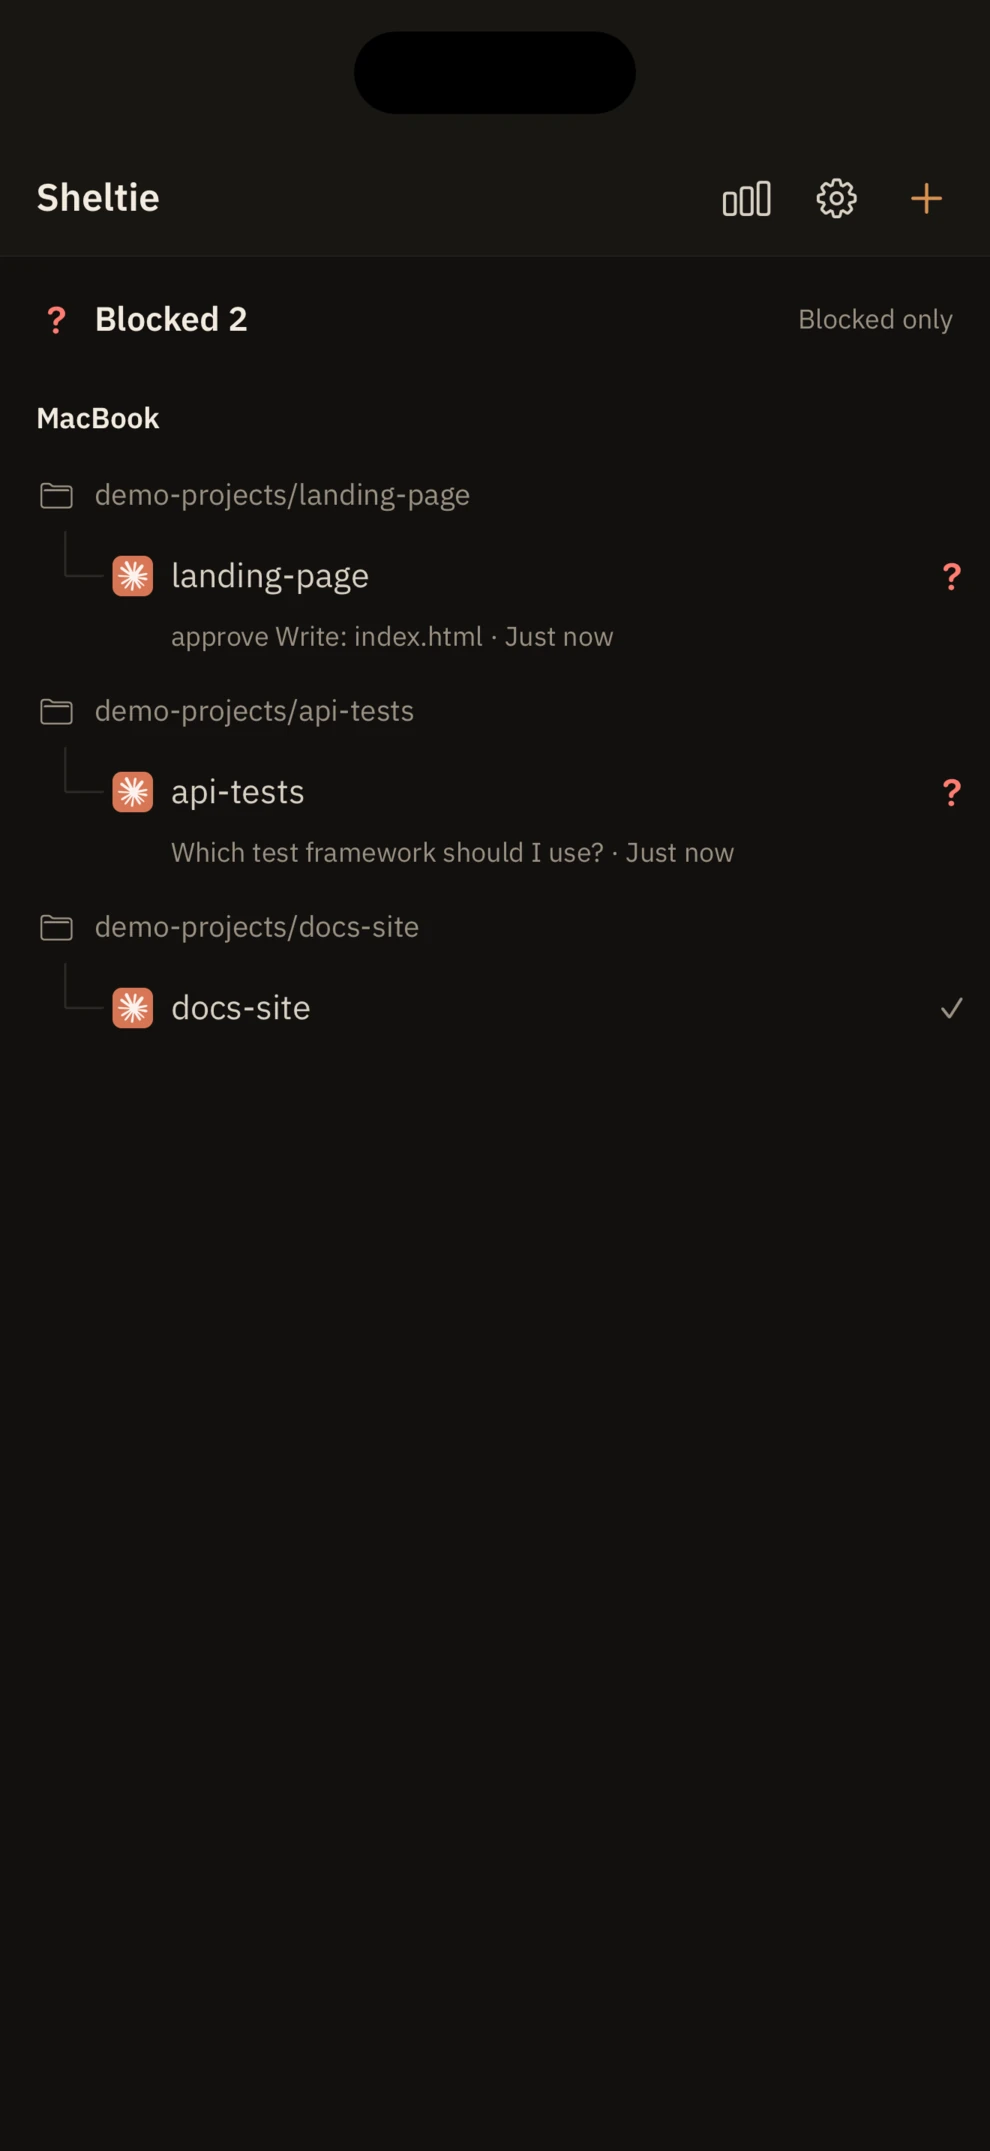 Sheltie
? Blocked 2 Blocked only
MacBook
demo-projects/landing-page
landing-page ?
approve Write: index.html · Just now
demo-projects/api-tests
api-tests ?
Which test framework should I use? · Just now
demo-projects/docs-site
docs-site